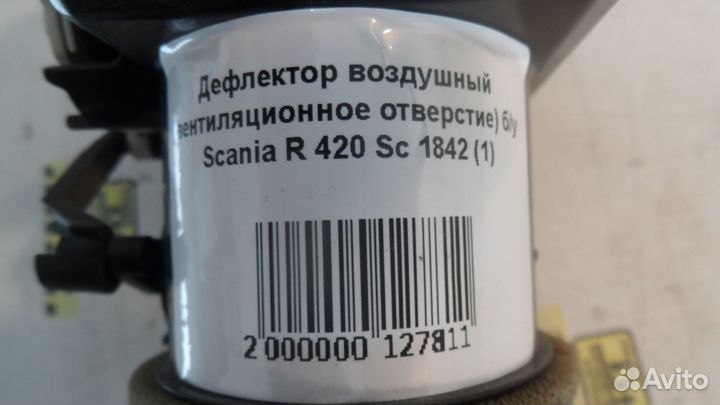 Дефлектор воздушный
вентиляционное отверстие) б/у
Scania R 420 Sc 1842 (1)
2 000000 127811
Avito